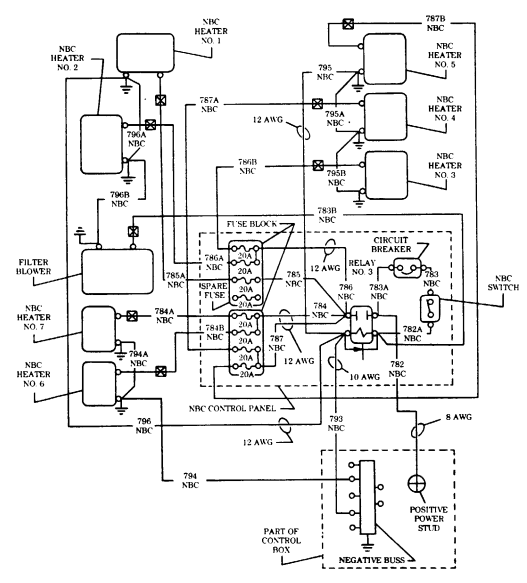 787B
NBC
NBC
HEATER
NO. 1
NBC
HEATER
NO. 2
795
NBC
NBC
HEATER
NO. 5
787A
NBC
795A
NBC
NBC
HEATER
NO. 4
796A
NBC
12 AWG
786B
NBC
795B
NBC
NBC
HEATER
NO. 3
796B
NBC
783B
NBC
FUSE BLOCK
CIRCUIT
BREAKER
FILTER
BLOWER
20A
786A
NBC
12 AWG
RELAY
NO. 3
783
NBC
NBC
SWITCH
785A
NBC
20A
785
NBC
SPARE
FUSE
20A
786
NBC
783A
NBC
NBC
HEATER
NO. 7
784A
NBC
20A
784
NBC
784B
NBC
20A
20A
787
NBC
782A
NBC
794A
NBC
20A
12 AWG
NBC
HEATER
NO. 6
20A
10 AWG
782
NBC
NBC CONTROL PANEL
796
NBC
12 AWG
793
NBC
8 AWG
794
NBC
POSITIVE
POWER
STUD
PART OF
CONTROL
BOX
NEGATIVE BUSS